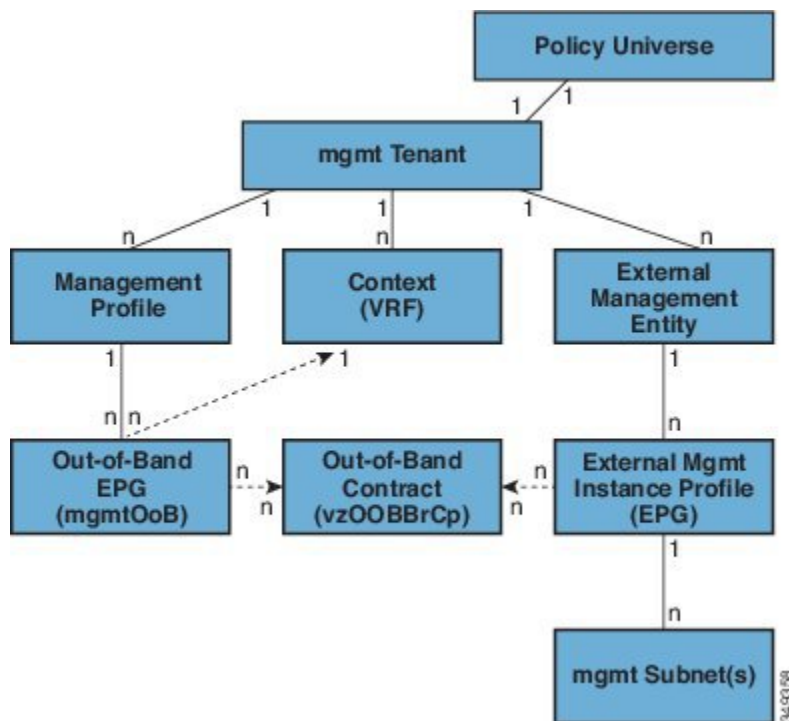 Policy Universe
1
1
mgmt Tenant
1
1
1
n
n
n
Management
Profile
Context
(VRF)
External
Management
Entity
1
1
1
n
n
n
Out-of-Band
EPG
(mgmtOoB)
n
n
Out-of-Band
Contract
(vzOOBBrCp)
n
n
External Mgmt
Instance Profile
(EPG)
1
n
mgmt Subnet(s)
349358